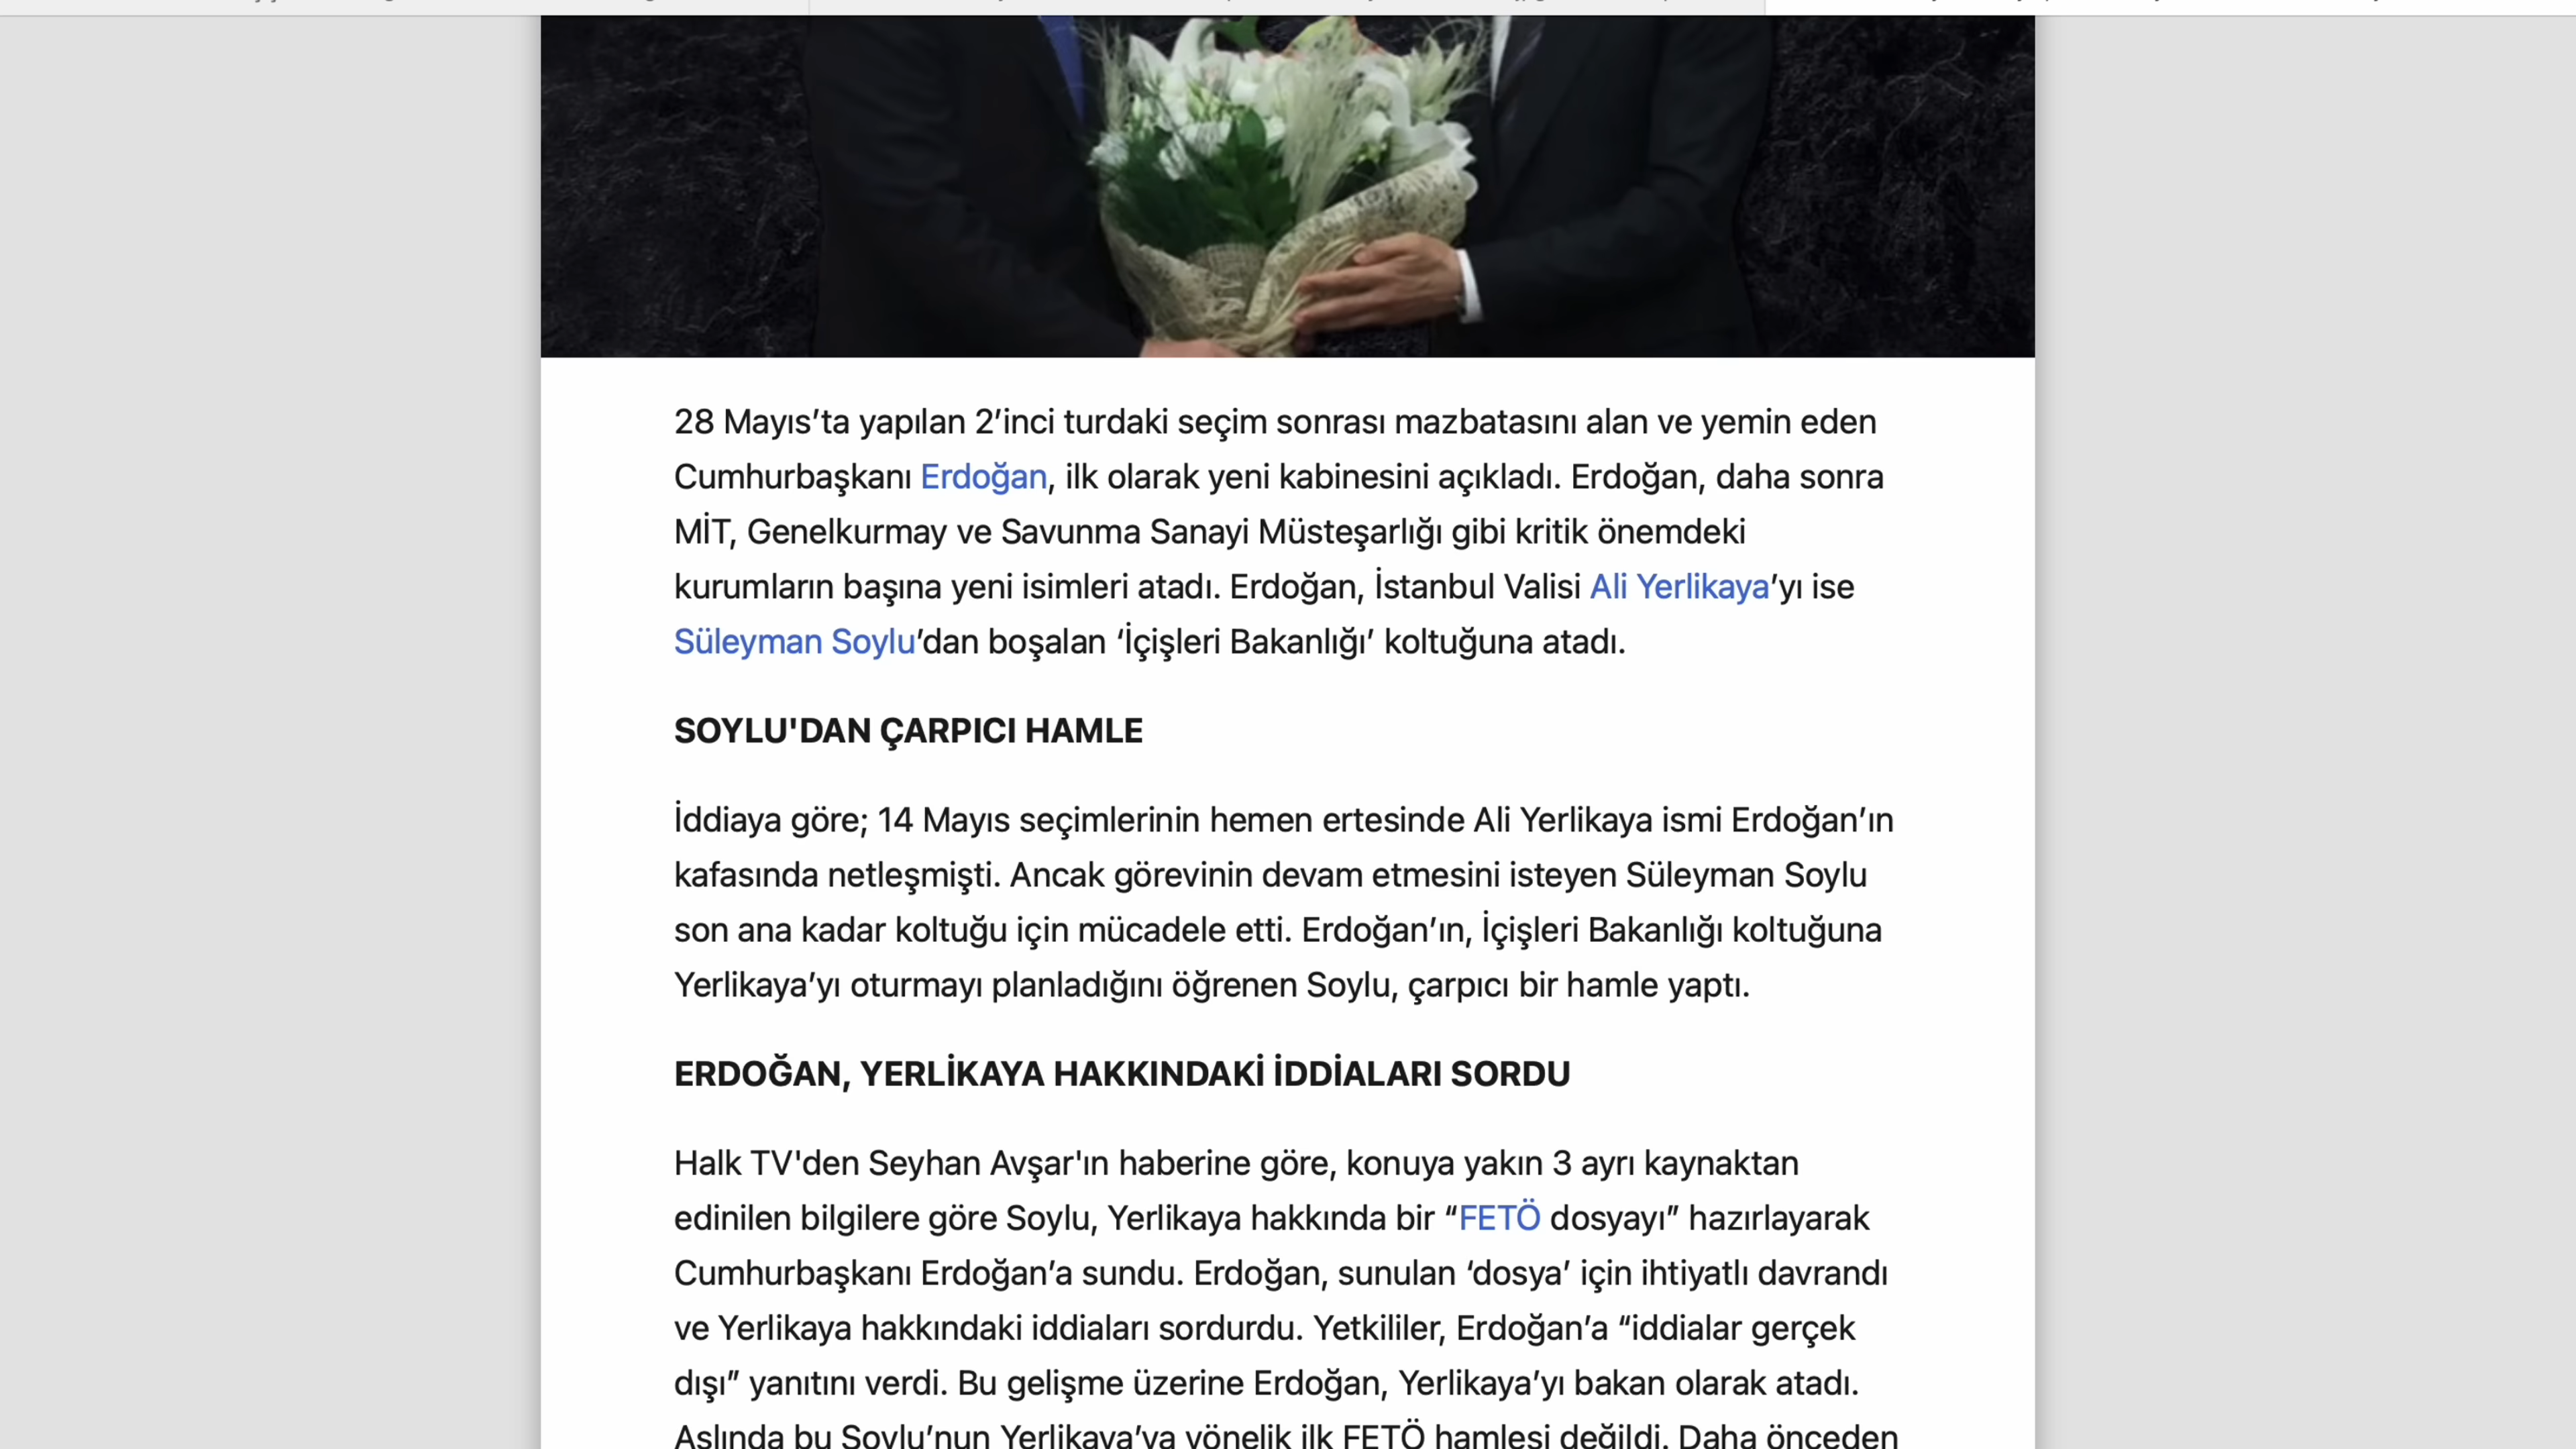 28 Mayıs’ta yapılan 2’inci turdaki seçim sonrası mazbatasını alan ve yemin eden
Cumhurbaşkanı Erdoğan, ilk olarak yeni kabinesini açıkladı. Erdoğan, daha sonra
MİT, Genelkurmay ve Savunma Sanayi Müsteşarlığı gibi kritik önemdeki
kurumların başına yeni isimleri atadı. Erdoğan, İstanbul Valisi Ali Yerlikaya’yı ise
Süleyman Soylu’dan boşalan ‘İçişleri Bakanlığı’ koltuğuna atadı.
SOYLU'DAN ÇARPICI HAMLE
İddiaya göre; 14 Mayıs seçimlerinin hemen ertesinde Ali Yerlikaya ismi Erdoğan’ın
kafasında netleşmişti. Ancak görevinin devam etmesini isteyen Süleyman Soylu
son ana kadar koltuğu için mücadele etti. Erdoğan’ın, İçişleri Bakanlığı koltuğuna
Yerlikaya’yı oturmayı planladığını öğrenen Soylu, çarpıcı bir hamle yaptı.
ERDOĞAN, YERLİKAYA HAKKINDAKİ İDDİALARI SORDU
Halk TV'den Seyhan Avşar'ın haberine göre, konuya yakın 3 ayrı kaynaktan
edinilen bilgilere göre Soylu, Yerlikaya hakkında bir “FETÖ dosyayı” hazırlayarak
Cumhurbaşkanı Erdoğan’a sundu. Erdoğan, sunulan ‘dosya’ için ihtiyatlı davrandı
ve Yerlikaya hakkındaki iddiaları sordurdu. Yetkililer, Erdoğan’a “iddialar gerçek
dışı” yanıtını verdi. Bu gelişme üzerine Erdoğan, Yerlikaya’yı bakan olarak atadı.
Aslında bu Soylu’nun Yerlikaya’ya yönelik ilk FETÖ hamlesi değildi. Daha önceden